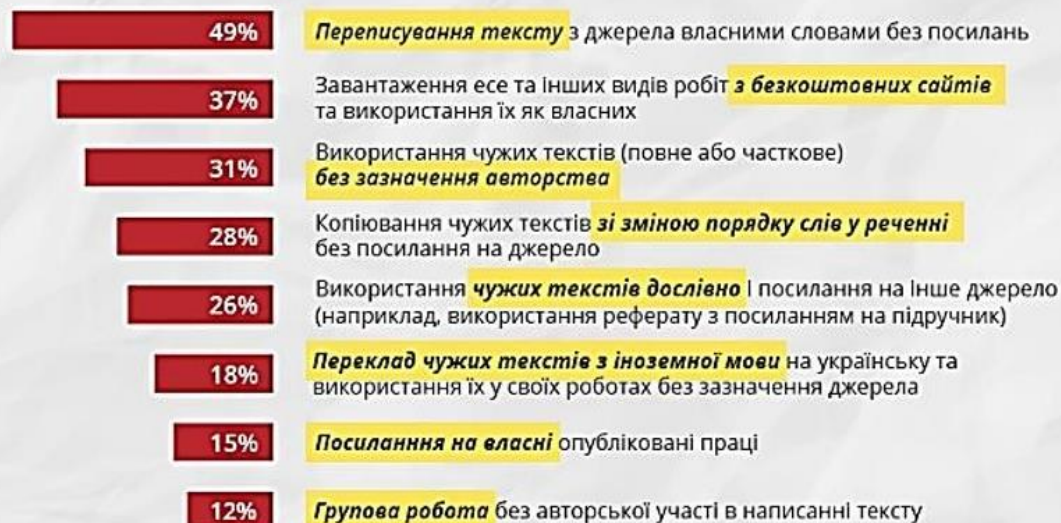 49% Переписування тексту з джерела власними словами без посилань
37% Завантаження есе та інших видів робіт з безкоштовних сайтів
та використання їх як власних
31% Використання чужих текстів (повне або часткове)
без зазначення авторства
28% Копіювання чужих текстів зі зміною порядку слів у реченні
без посилання на джерело
26% Використання чужих текстів дослівно і посилання на інше джерело
(наприклад, використання реферату з посиланням на підручник)
18% Переклад чужих текстів з іноземної мови на українську та
використання їх у своїх роботах без зазначення джерела
15% Посиланння на власні опубліковані праці
12% Групова робота без авторської участі в написанні тексту